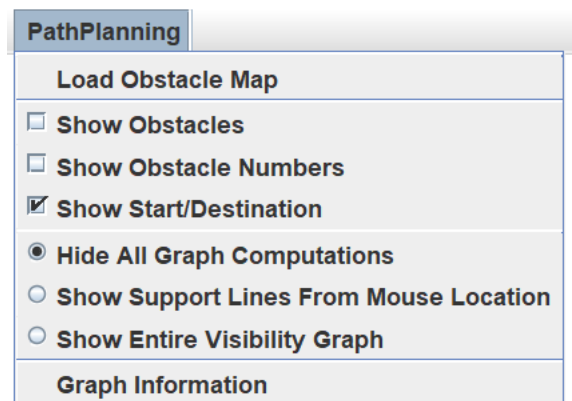 PathPlanning
Load Obstacle Map
Show Obstacles
Show Obstacle Numbers
Show Start/Destination
Hide All Graph Computations
Show Support Lines From Mouse Location
Show Entire Visibility Graph
Graph Information